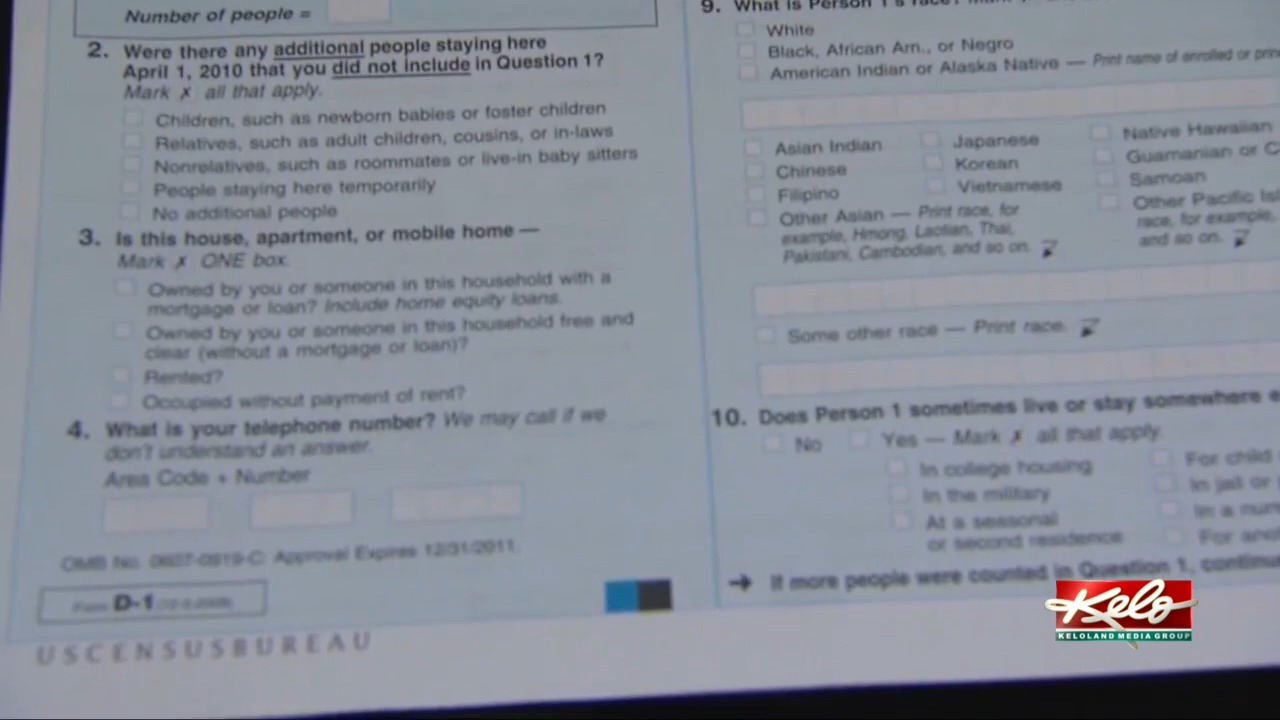 Number of people =
2. Were there any additional people staying here
April 1, 2010 that you did not include in Question 1?
Mark X all that apply.
Children, such as newborn babies or foster children
Relatives, such as adult children, cousins, or in-laws
Nonrelatives, such as roommates or live-in baby sitters
People staying here temporarily
No additional people
3. Is this house, apartment, or mobile home —
Mark X ONE box.
Owned by you or someone in this household with a
mortgage or loan? Include home equity loans.
Owned by you or someone in this household free and
clear (without a mortgage or loan)?
Rented?
Occupied without payment of rent?
4. What is your telephone number? We may call if we
don't understand an answer.
Area Code + Number
OMB No. 0607-0919-C: Approval Expires 12/31/2011.
Form D-1
USCENSUSBUREAU
9. What is Person 1's race?
White
Black, African Am., or Negro
American Indian or Alaska Native — Print name of enrolled or
Asian Indian
Japanese
Native Hawaiian
Chinese
Korean
Guamanian or
Filipino
Vietnamese
Samoan
Other Asian — Print race, for
example, Hmong, Laotian, Thai,
Pakistani, Cambodian, and so on.
Other Pacific
race, for example,
and so on.
Some other race — Print race.
10. Does Person 1 sometimes live or stay somewhere
No
Yes — Mark X all that apply.
In college housing
For child
In the military
In jail or
At a seasonal
or second residence
In a
For
➔ If more people were counted in Question 1,
Kelo
KELOLAND MEDIA GROUP